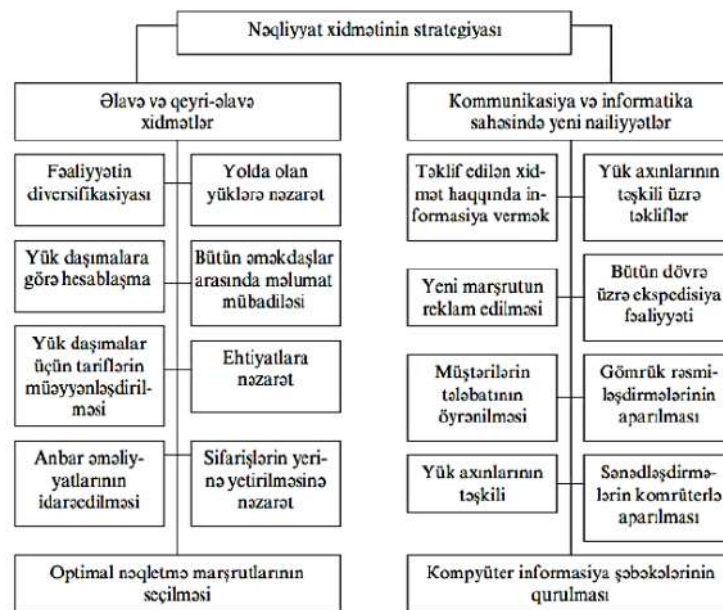 Nəqliyyat xidmətinin strategiyası
Əlavə və qeyri-əlavə
xidmətlər
Fəaliyyətin
diversifikasiyası
Yolda olan
yüklərə nəzarət
Yük daşımalara
görə hesablaşma
Bütün əməkdaşlar
arasında məlumat
mübadiləsi
Yük daşımalar
üçün tariflərin
müəyyənləşdiril-
məsi
Ehtiyatlara
nəzarət
Anbar əməliy-
yatlarının
idarəedilməsi
Sifarişlərin yeri-
nə yetirilməsinə
nəzarət
Optimal nəqletmə marşrutlarının
seçilməsi
Kommunikasiya və informatika
sahəsində yeni nailiyyətlər
Təklif edilən xid-
mət haqqında in-
formasiya vermək
Yük axınlarının
təşkili üzrə
təkliflər
Yeni marşrutun
reklam edilməsi
Bütün dövrə
üzrə ekspedisiya
fəaliyyəti
Müştərilərin
tələbatının
öyrənilməsi
Gömrük rəsmi-
ləşdirmələrinin
aparılması
Yük axınlarının
təşkili
Sənədləşdirmə-
lərin komrüterlə
aparılması
Kompyüter informasiya şəbəkələrinin
qurulması